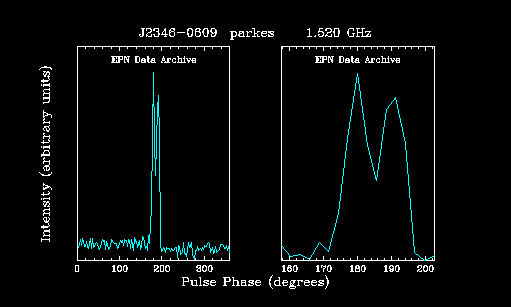 J2346-0609 parkes 1.520 GHz
EPN Data Archive EPN Data Archive
Intensity (arbitrary units)
0 100 200 300 160 170 180 190 200
Pulse Phase (degrees)